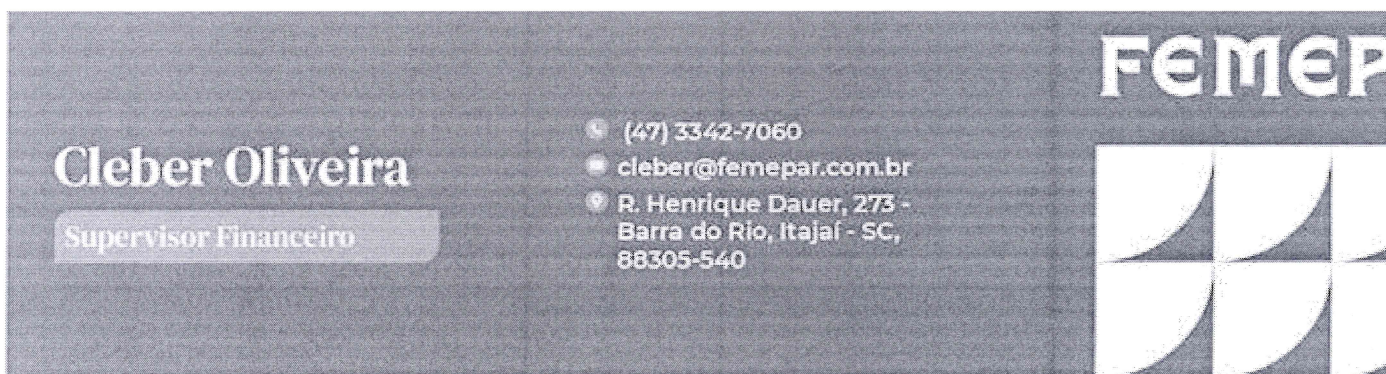 Cleber Oliveira
Supervisor Financeiro
(47) 3342-7060
cleber@femepar.com.br
R. Henrique Dauer, 273 -
Barra do Rio, Itajaí - SC,
88305-540
FEMEP